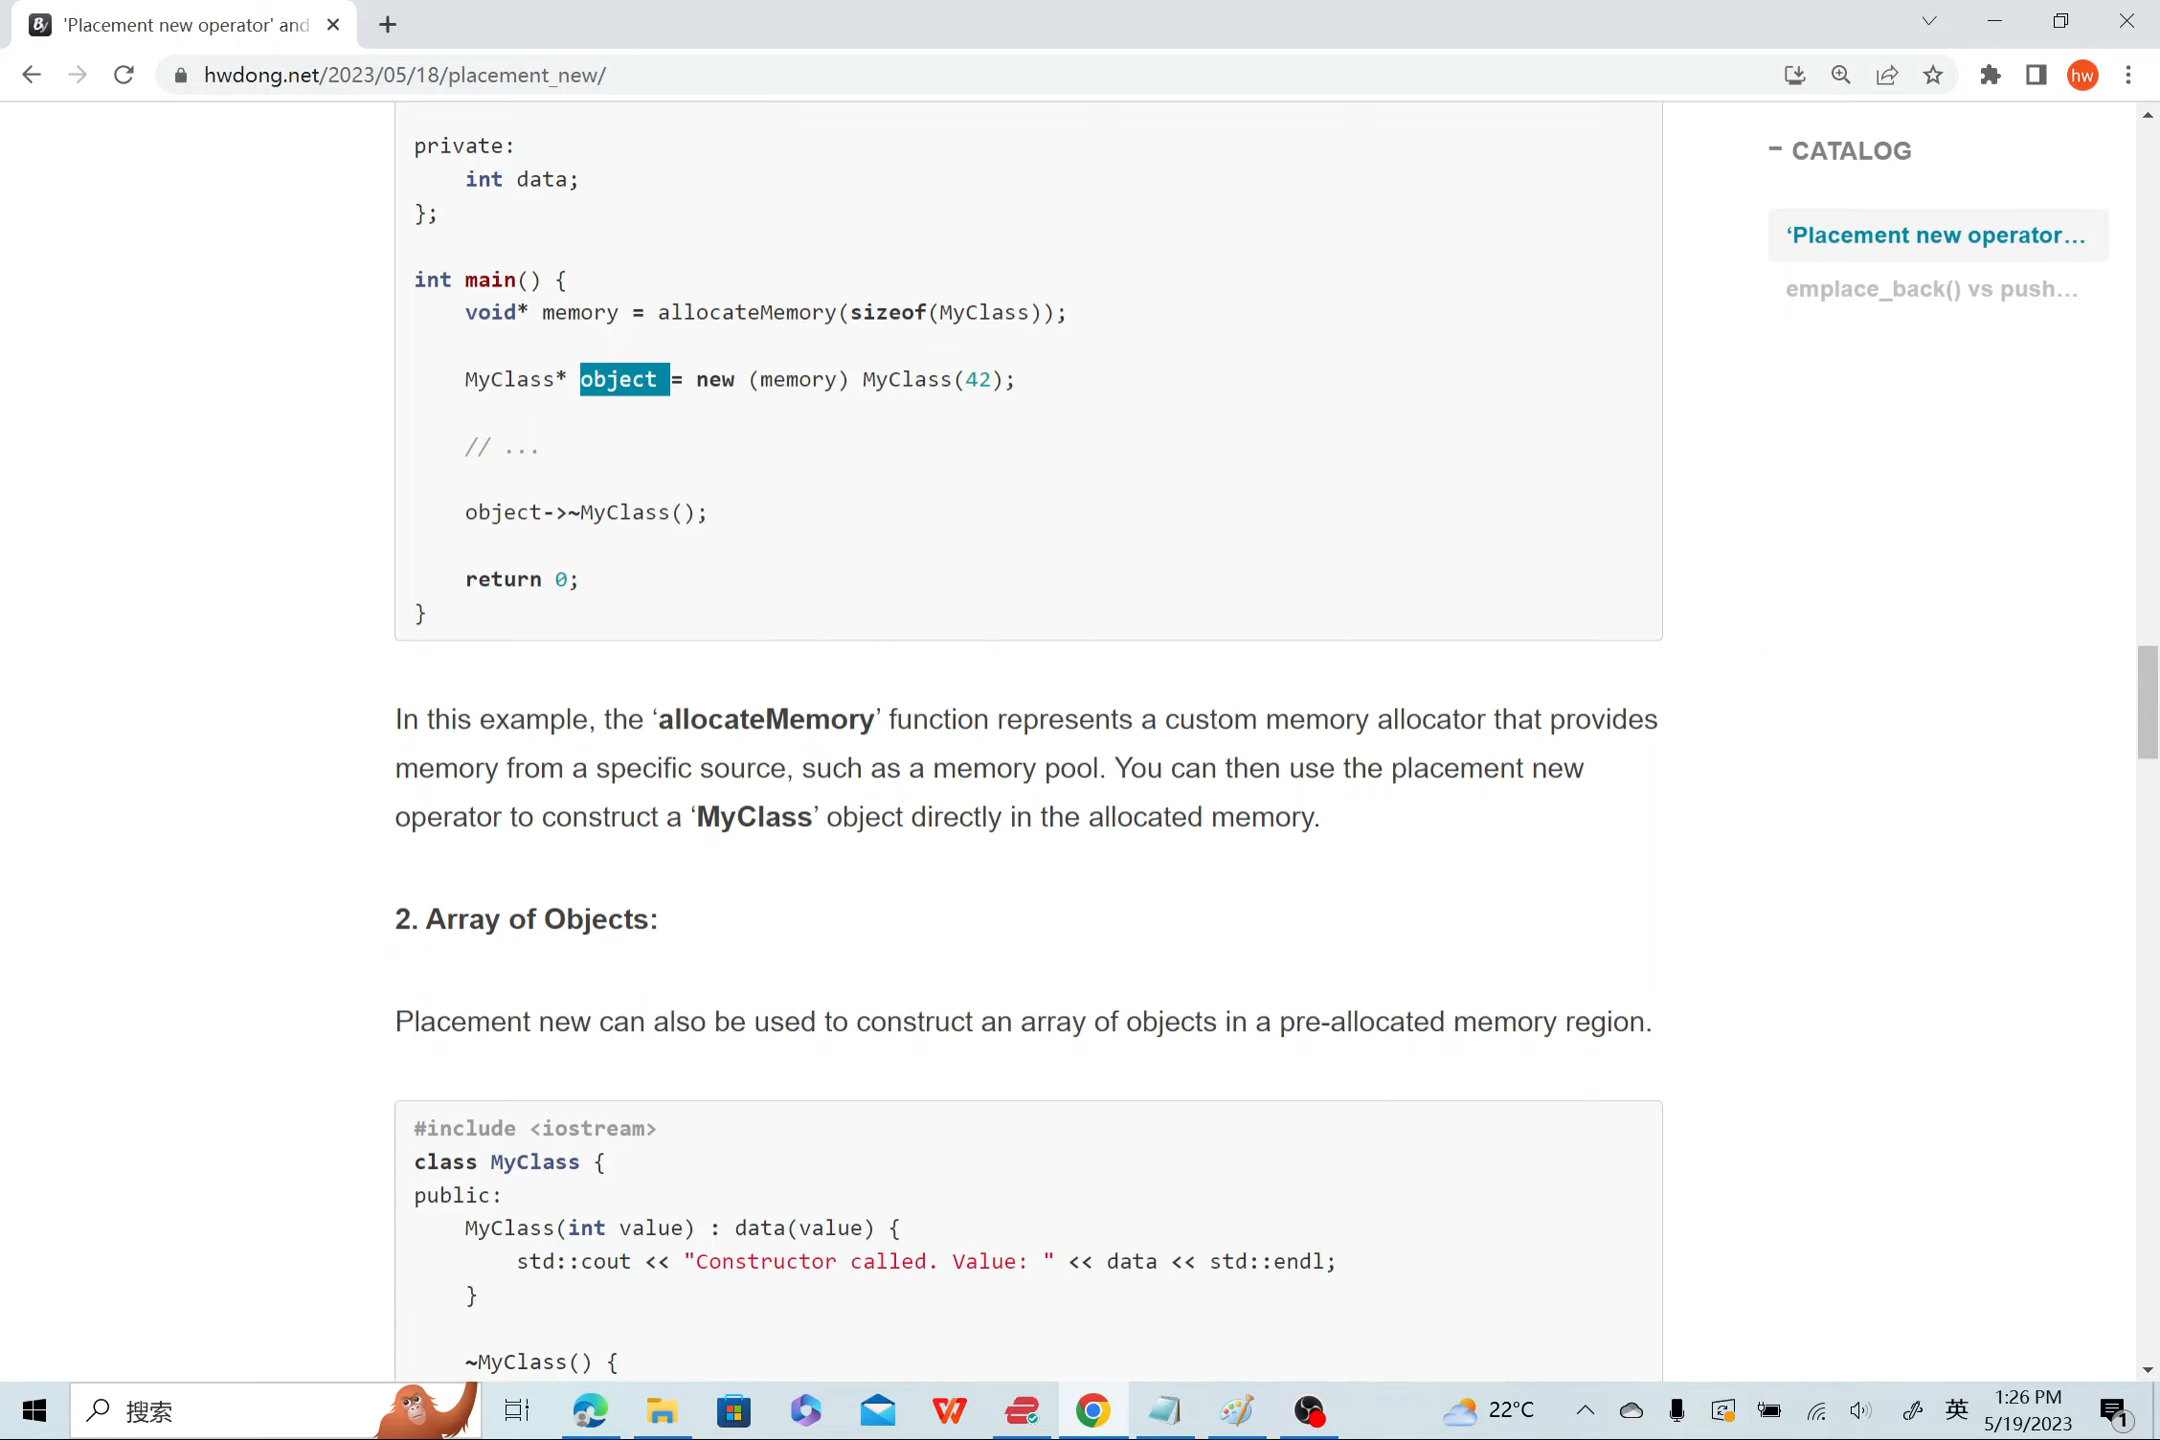 'Placement new operator' and
hwdong.net/2023/05/18/placement_new/
hw
private:
int data;
};
int main() {
void* memory = allocateMemory(sizeof(MyClass));
MyClass* object = new (memory) MyClass(42);
// ...
object->~MyClass();
return 0;
}
In this example, the ‘allocateMemory’ function represents a custom memory allocator that provides
memory from a specific source, such as a memory pool. You can then use the placement new
operator to construct a ‘MyClass’ object directly in the allocated memory.
2. Array of Objects:
Placement new can also be used to construct an array of objects in a pre-allocated memory region.
#include <iostream>
class MyClass {
public:
MyClass(int value) : data(value) {
std::cout << "Constructor called. Value: " << data << std::endl;
}
~MyClass() {
− CATALOG
‘Placement new operator...
emplace_back() vs push...
搜索
22°C
英
1:26 PM
5/19/2023
1